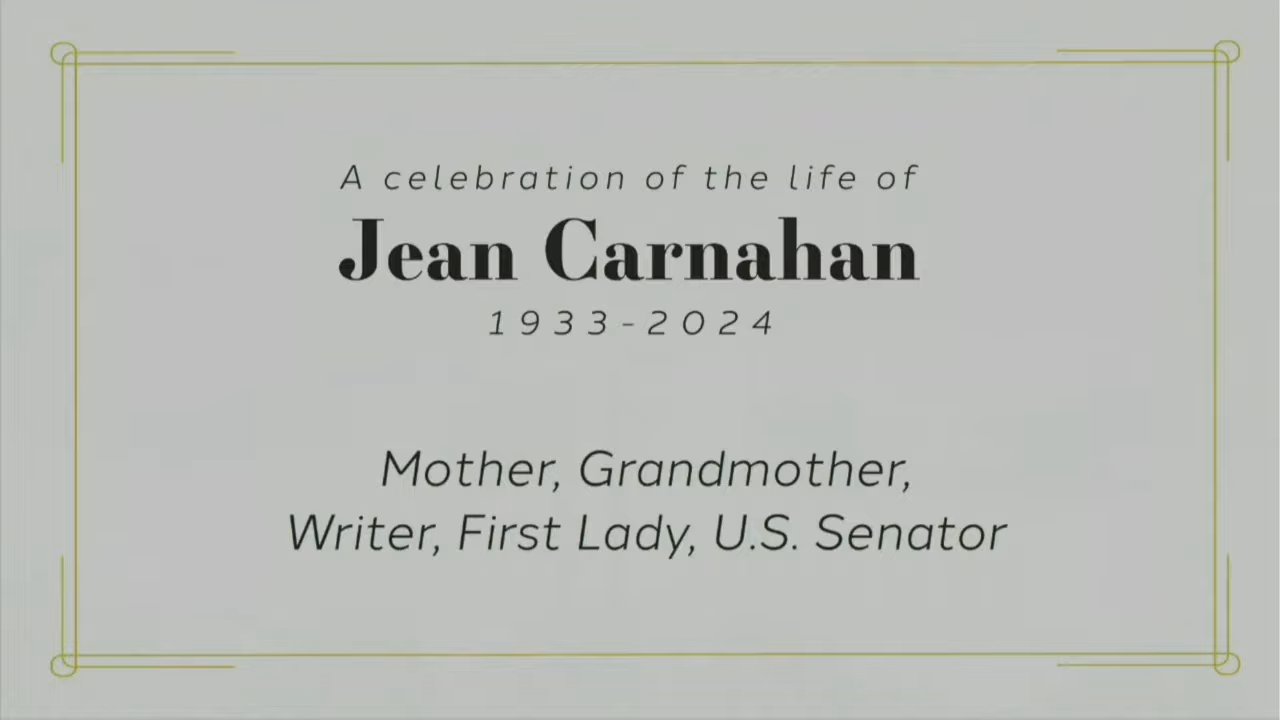 A celebration of the life of
Jean Carnahan
1933-2024
Mother, Grandmother,
Writer, First Lady, U.S. Senator